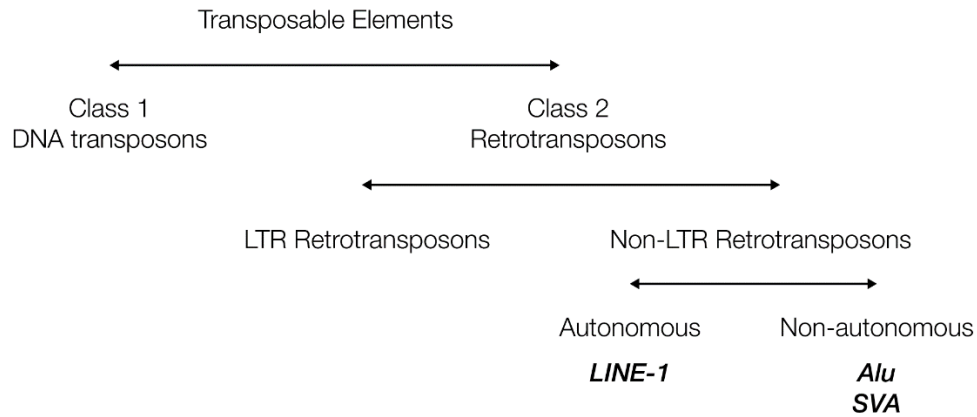 Transposable Elements
Class 1
DNA transposons
Class 2
Retrotransposons
LTR Retrotransposons
Non-LTR Retrotransposons
Autonomous
LINE-1
Non-autonomous
Alu
SVA